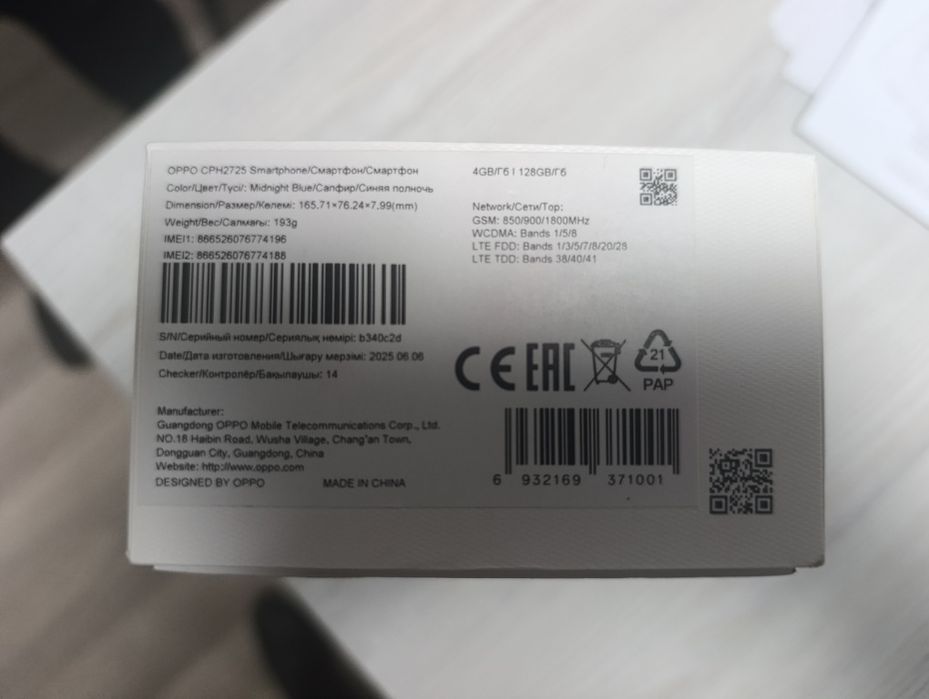 OPPO CPH2725 Smartphone/Смартфон/Смартфон
Color/Цвет/Түсі/: Midnight Blue/Сапфир/Синяя полночь
Dimension/Размер/Көлемі: 165.71×76.24×7.99(mm)
Weight/Вес/Салмағы: 193g
IMEI1: 866526076774196
IMEI2: 866526076774188
S/N/Серийный номер/Сериялық нөмірі: b340c2d
Date/Дата изготовления/Шығару мерзімі: 2025.06.06
Checker/Контролёр/Бақылаушы: 14
Manufacturer:
Guangdong OPPO Mobile Telecommunications Corp., Ltd.
NO.18 Haibin Road, Wusha Village, Chang'an Town,
Dongguan City, Guangdong, China
Website: http://www.oppo.com
DESIGNED BY OPPO MADE IN CHINA
4GB/Гб | 128GB/Гб
Network/Сети/Тор:
GSM: 850/900/1800MHz
WCDMA: Bands 1/5/8
LTE FDD: Bands 1/3/5/7/8/20/28
LTE TDD: Bands 38/40/41
CE EAC 21
PAP
6 932169 371001